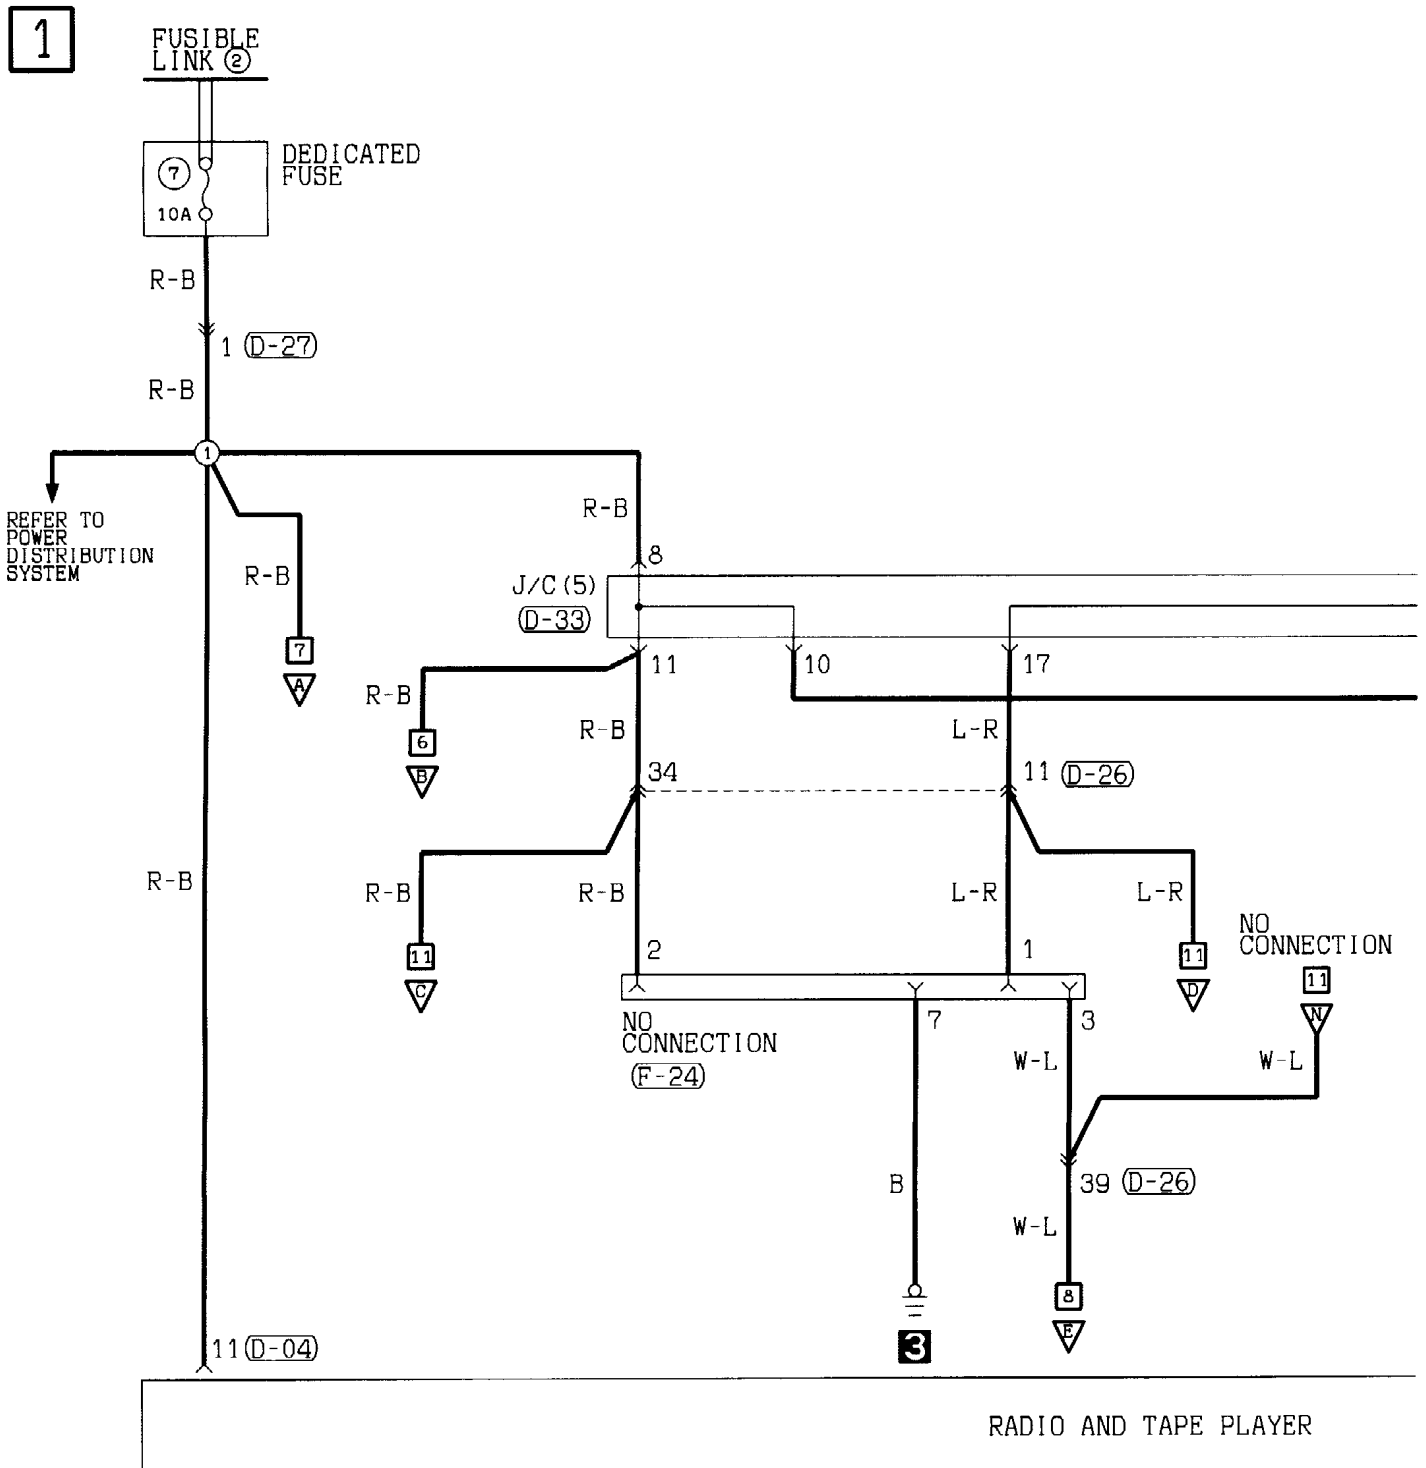 1
FUSIBLE
LINK ②
DEDICATED
FUSE
7
10A
R-B
1 (D-27)
R-B
1
REFER TO
POWER
DISTRIBUTION
SYSTEM
R-B
7
A
R-B
8
J/C(5)
(D-33)
11
10
17
R-B
6
B
R-B
L-R
34
11 (D-26)
R-B
R-B
R-B
L-R
L-R
NO
CONNECTION
11
C
2
1
11
D
11
N
NO
CONNECTION
(F-24)
7
3
W-L
W-L
B
39 (D-26)
W-L
8
E
3
11 (D-04)
RADIO AND TAPE PLAYER